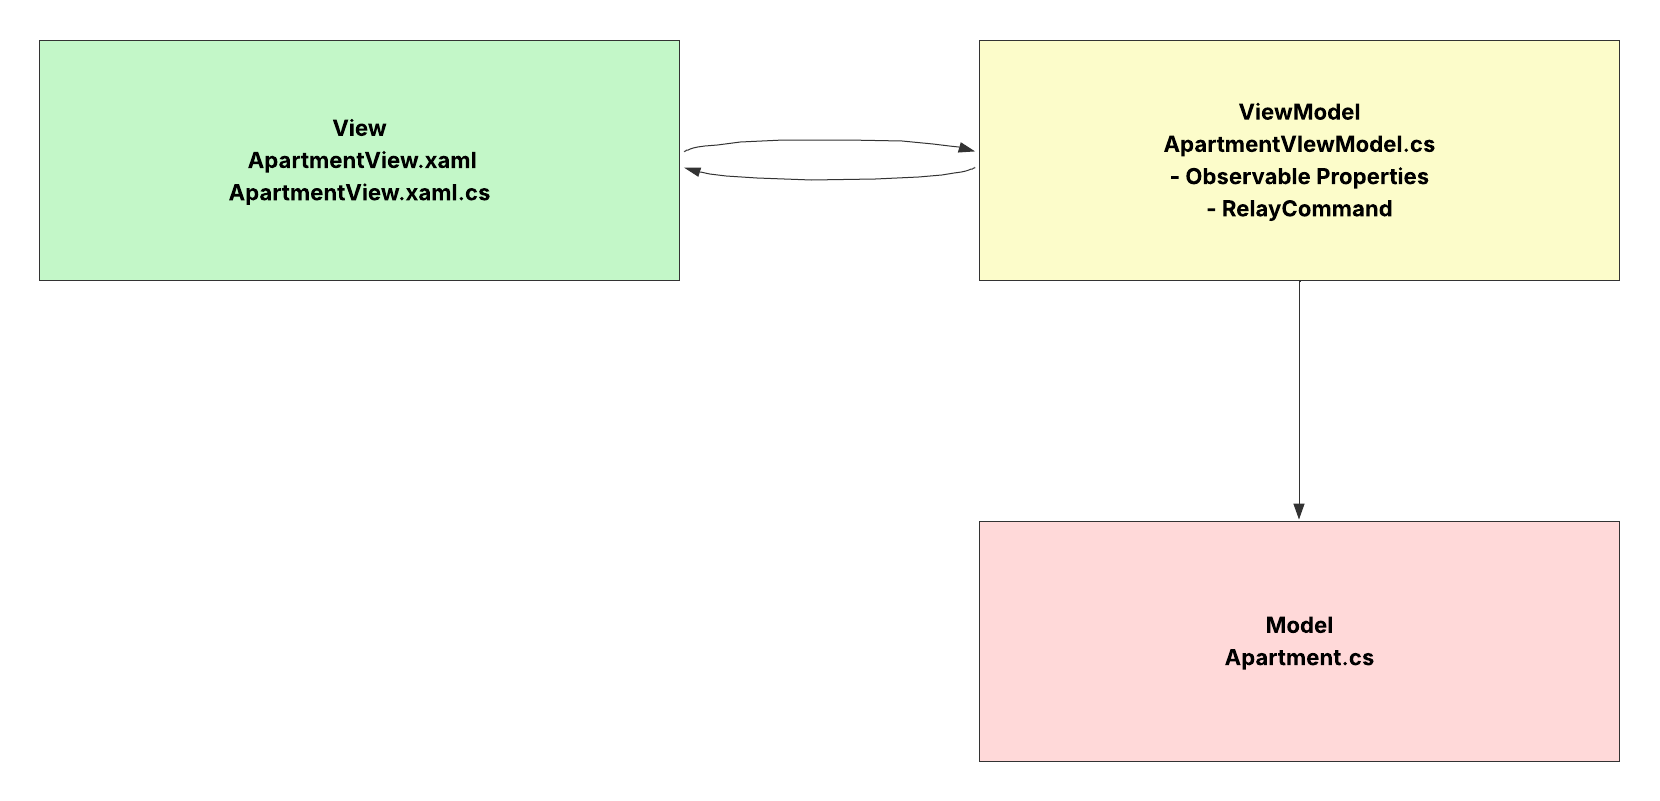 View
ApartmentView.xaml
ApartmentView.xaml.cs
ViewModel
ApartmentVIewModel.cs
- Observable Properties
- RelayCommand
Model
Apartment.cs